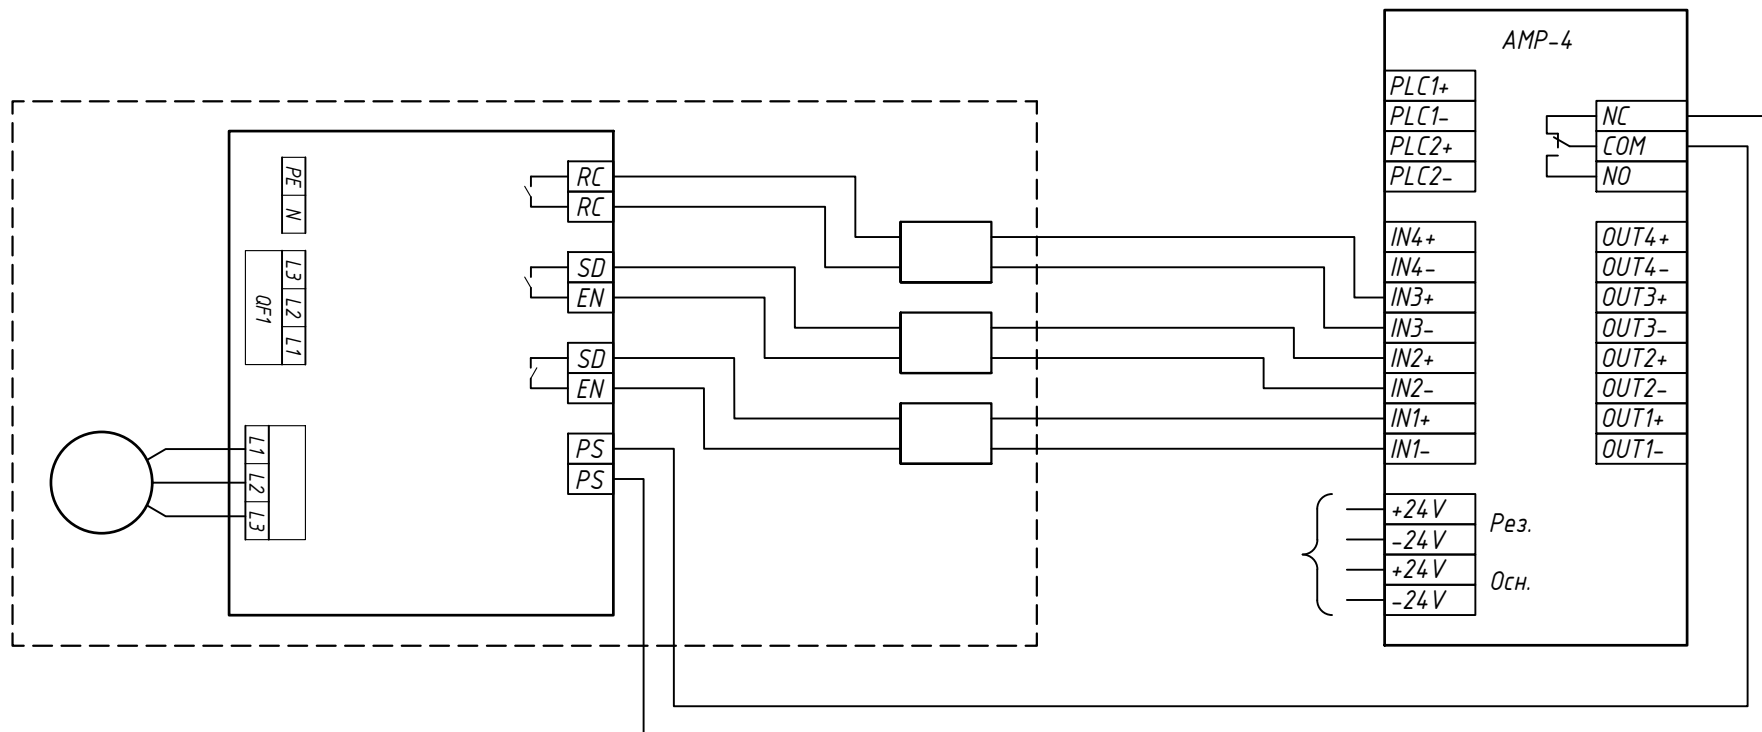 AMP-4
PLC1+
PLC1-
PLC2+
PLC2-
NC
COM
NO
IN4+
IN4-
IN3+
IN3-
IN2+
IN2-
IN1+
IN1-
OUT4+
OUT4-
OUT3+
OUT3-
OUT2+
OUT2-
OUT1+
OUT1-
+24V
-24V
Рез.
+24V
-24V
Осн.
PE
N
L3
L2
L1
QF1
L1
L2
L3
RC
RC
SD
EN
SD
EN
PS
PS